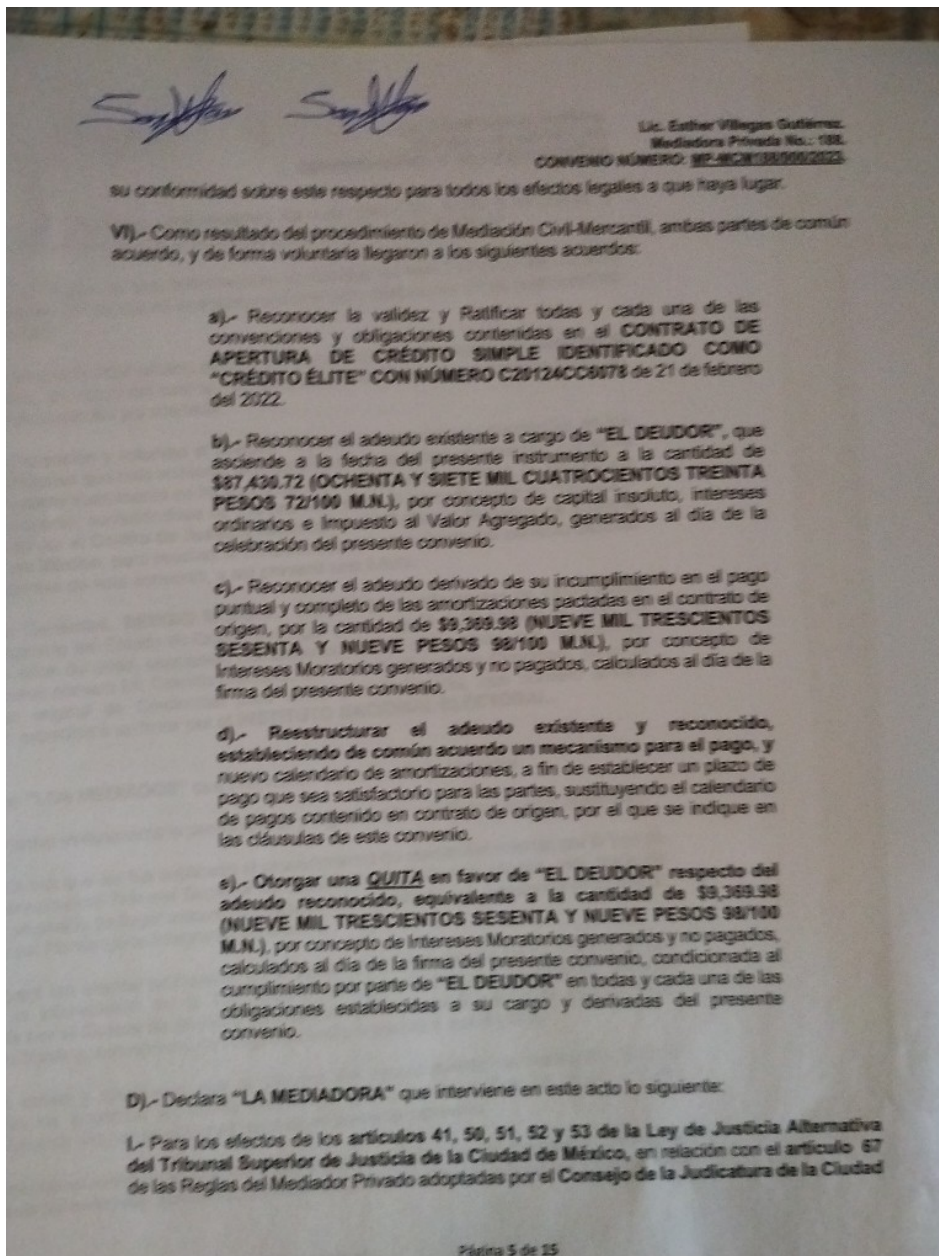 Lic. Esther Villegas Gutiérrez.
Mediadora Privada No.: 188.
CONVENIO NÚMERO:
su conformidad sobre este respecto para todos los efectos legales a que haya lugar.
VI).- Como resultado del procedimiento de Mediación Civil-Mercantil, ambas partes de común
acuerdo, y de forma voluntaria llegaron a los siguientes acuerdos:
a).- Reconocer la validez y Ratificar todas y cada una de las
convenciones y obligaciones contenidas en el CONTRATO DE
APERTURA DE CRÉDITO SIMPLE IDENTIFICADO COMO
"CRÉDITO ÉLITE" CON NÚMERO C20124CC6078 de 21 de febrero
del 2022.
b).- Reconocer el adeudo existente a cargo de "EL DEUDOR", que
asciende a la fecha del presente instrumento a la cantidad de
$87,430.72 (OCHENTA Y SIETE MIL CUATROCIENTOS TREINTA
PESOS 72/100 M.N.), por concepto de capital insoluto, intereses
ordinarios e Impuesto al Valor Agregado, generados al día de la
celebración del presente convenio.
c).- Reconocer el adeudo derivado de su incumplimiento en el pago
puntual y completo de las amortizaciones pactadas en el contrato de
origen, por la cantidad de $9,369.98 (NUEVE MIL TRESCIENTOS
SESENTA Y NUEVE PESOS 98/100 M.N.), por concepto de
Intereses Moratorios generados y no pagados, calculados al día de la
firma del presente convenio.
d).- Reestructurar el adeudo existente y reconocido,
estableciendo de común acuerdo un mecanismo para el pago, y
nuevo calendario de amortizaciones, a fin de establecer un plazo de
pago que sea satisfactorio para las partes, sustituyendo el calendario
de pagos contenido en contrato de origen, por el que se indique en
las cláusulas de este convenio.
e).- Otorgar una QUITA en favor de "EL DEUDOR" respecto del
adeudo reconocido, equivalente a la cantidad de $9,369.98
(NUEVE MIL TRESCIENTOS SESENTA Y NUEVE PESOS 98/100
M.N.), por concepto de Intereses Moratorios generados y no pagados,
calculados al día de la firma del presente convenio, condicionada al
cumplimiento por parte de "EL DEUDOR" en todas y cada una de las
obligaciones establecidas a su cargo y derivadas del presente
convenio.
D).- Declara "LA MEDIADORA" que interviene en este acto lo siguiente:
I.- Para los efectos de los artículos 41, 50, 51, 52 y 53 de la Ley de Justicia Alternativa
del Tribunal Superior de Justicia de la Ciudad de México, en relación con el artículo 67
de las Reglas del Mediador Privado adoptadas por el Consejo de la Judicatura de la Ciudad
Página 5 de 15